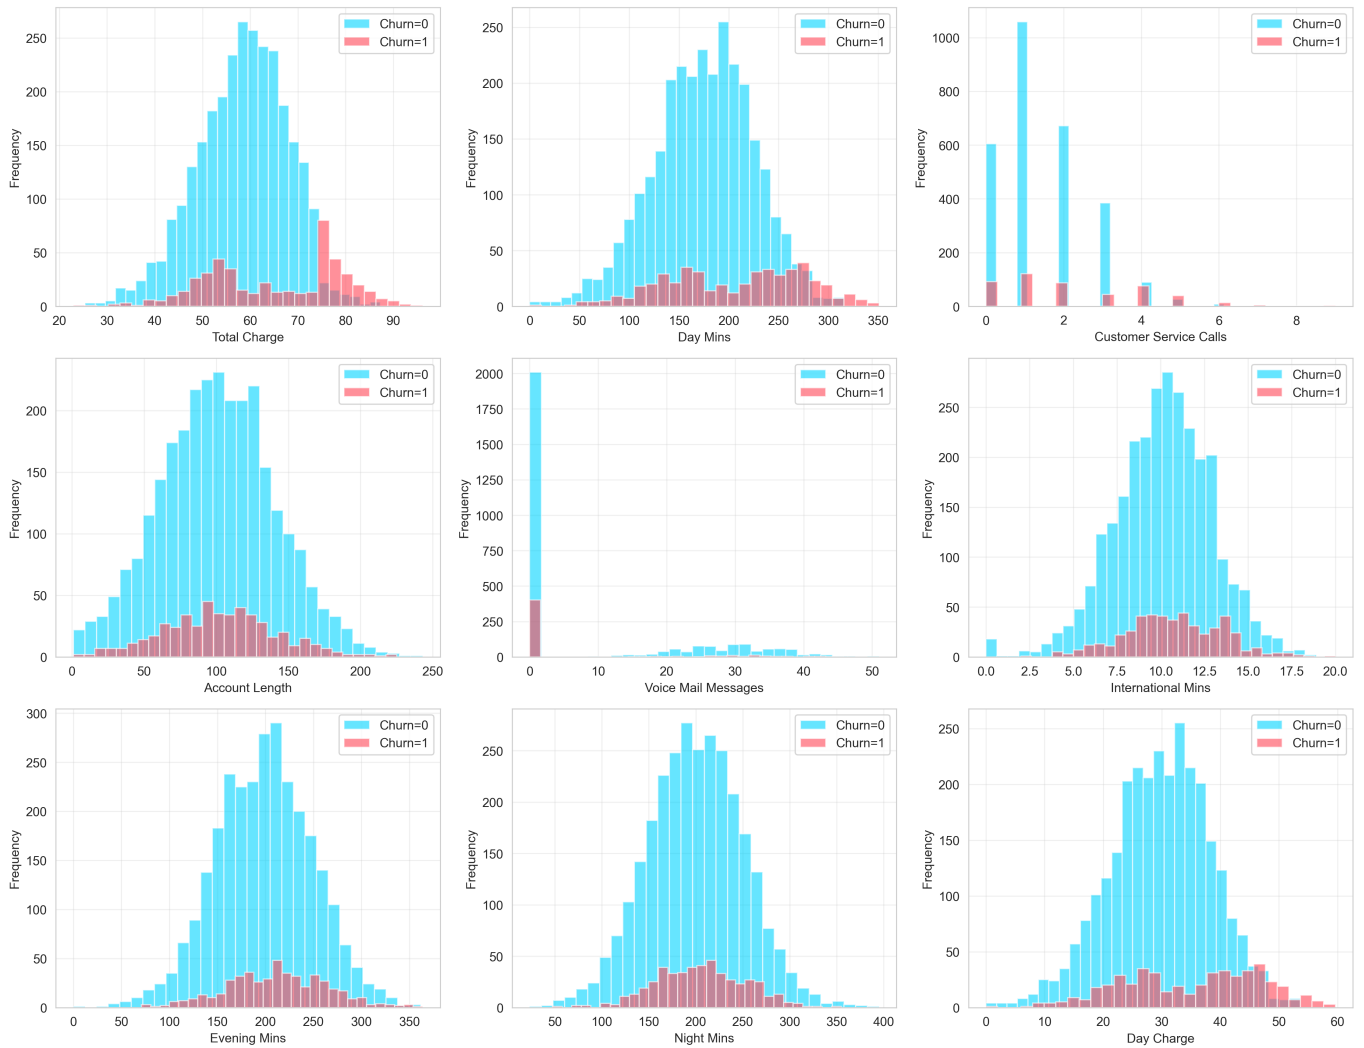 Churn=0
Churn=1
250
200
150
100
50
0
20 30 40 50 60 70 80 90
Total Charge
Frequency
Churn=0
Churn=1
250
200
150
100
50
0
0 50 100 150 200 250 300 350
Day Mins
Frequency
Churn=0
Churn=1
1000
800
600
400
200
0
0 2 4 6 8
Customer Service Calls
Frequency
Churn=0
Churn=1
200
150
100
50
0
0 50 100 150 200 250
Account Length
Frequency
Churn=0
Churn=1
2000
1750
1500
1250
1000
750
500
250
0
0 10 20 30 40 50
Voice Mail Messages
Frequency
Churn=0
Churn=1
250
200
150
100
50
0
0.0 2.5 5.0 7.5 10.0 12.5 15.0 17.5 20.0
International Mins
Frequency
Churn=0
Churn=1
300
250
200
150
100
50
0
0 50 100 150 200 250 300 350
Evening Mins
Frequency
Churn=0
Churn=1
250
200
150
100
50
0
50 100 150 200 250 300 350 400
Night Mins
Frequency
Churn=0
Churn=1
250
200
150
100
50
0
0 10 20 30 40 50 60
Day Charge
Frequency